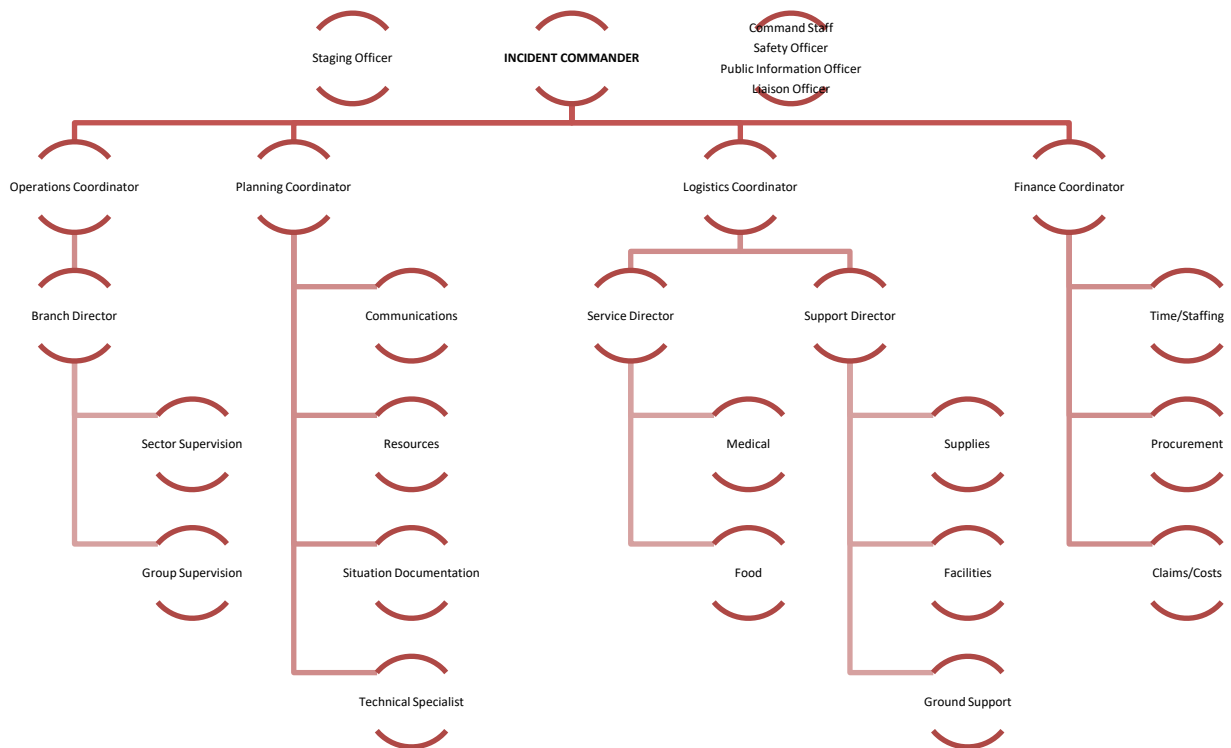 Staging Officer
INCIDENT COMMANDER
Command Staff
Safety Officer
Public Information Officer
Liaison Officer
Operations Coordinator
Planning Coordinator
Logistics Coordinator
Finance Coordinator
Branch Director
Communications
Service Director
Support Director
Time/Staffing
Sector Supervision
Resources
Medical
Supplies
Procurement
Group Supervision
Situation Documentation
Food
Facilities
Claims/Costs
Technical Specialist
Ground Support